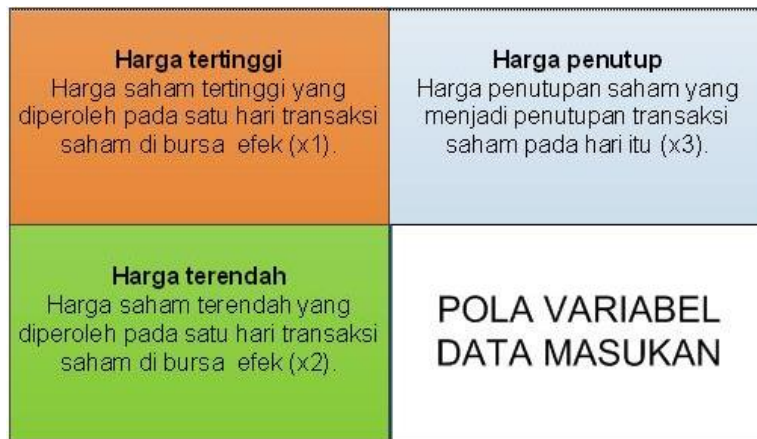 Harga tertinggi
Harga saham tertinggi yang
diperoleh pada satu hari transaksi
saham di bursa efek (x1).
Harga penutup
Harga penutupan saham yang
menjadi penutupan transaksi
saham pada hari itu (x3).
Harga terendah
Harga saham terendah yang
diperoleh pada satu hari transaksi
saham di bursa efek (x2).
POLA VARIABEL
DATA MASUKAN